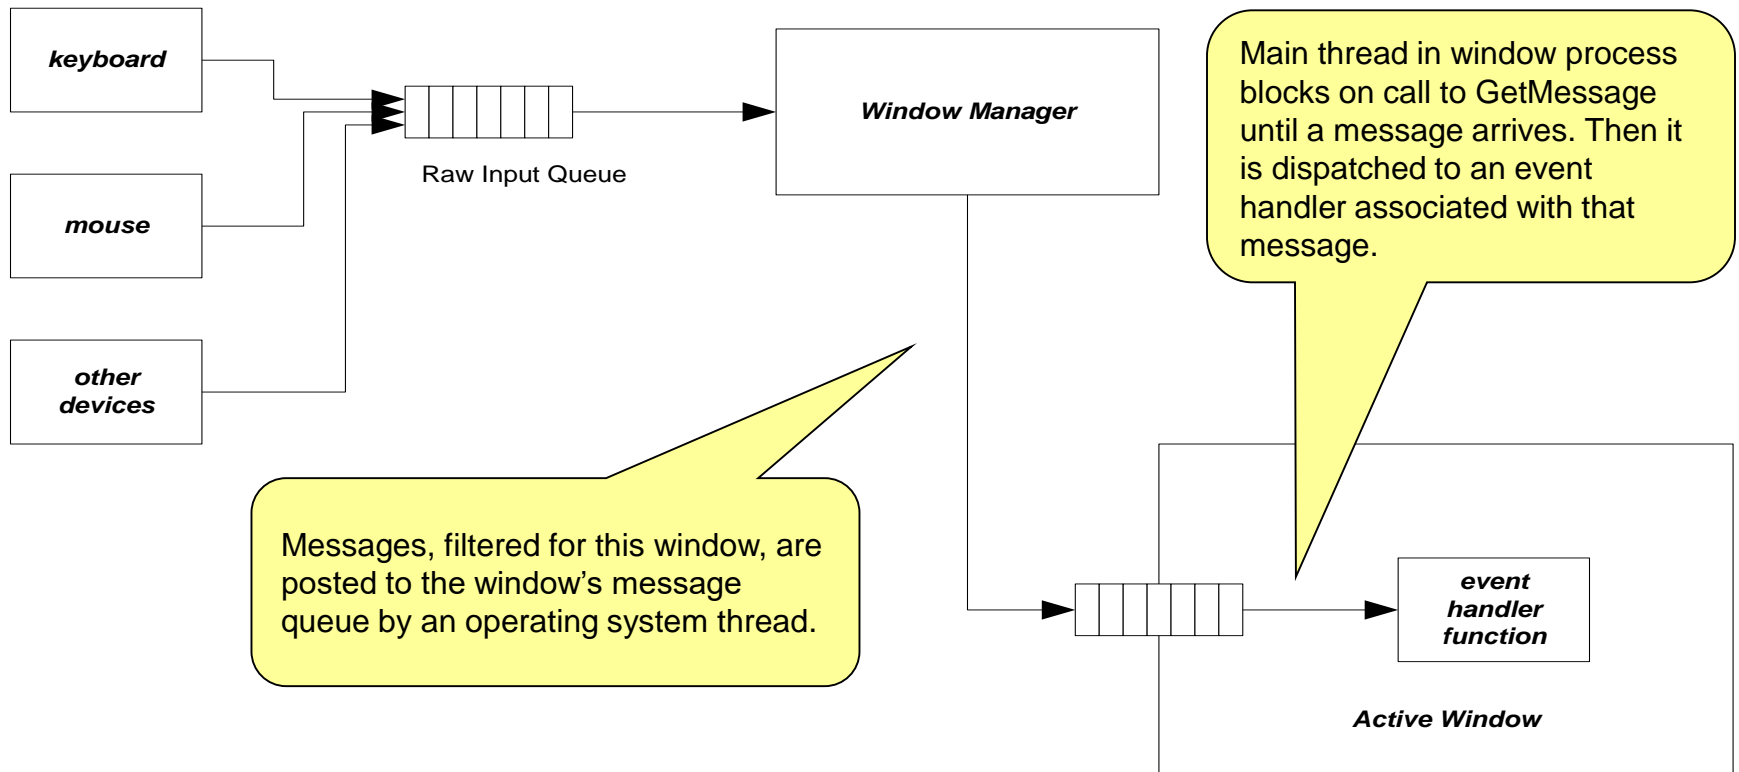 keyboard
Window Manager
Raw Input Queue
mouse
other
devices
Main thread in window process
blocks on call to GetMessage
until a message arrives. Then it
is dispatched to an event
handler associated with that
message.
Messages, filtered for this window, are
posted to the window’s message
queue by an operating system thread.
event
handler
function
Active Window